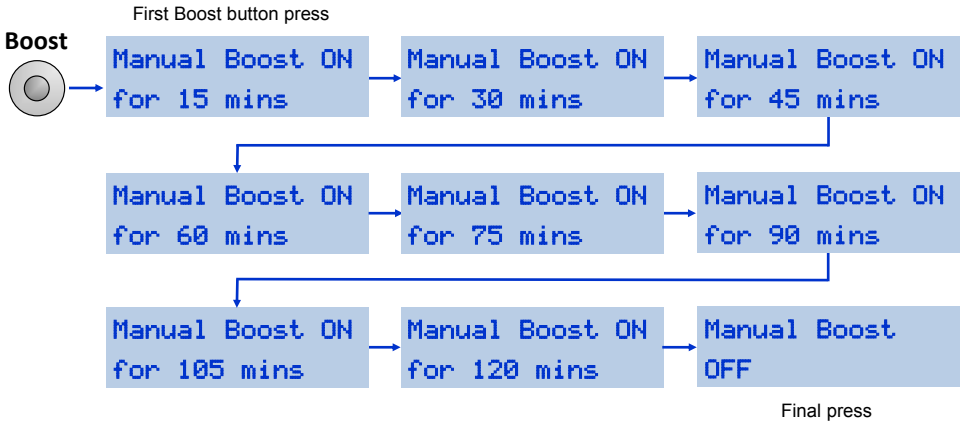 First Boost button press
Boost
Manual Boost ON
for 15 mins
Manual Boost ON
for 30 mins
Manual Boost ON
for 45 mins
Manual Boost ON
for 60 mins
Manual Boost ON
for 75 mins
Manual Boost ON
for 90 mins
Manual Boost ON
for 105 mins
Manual Boost ON
for 120 mins
Manual Boost
OFF
Final press